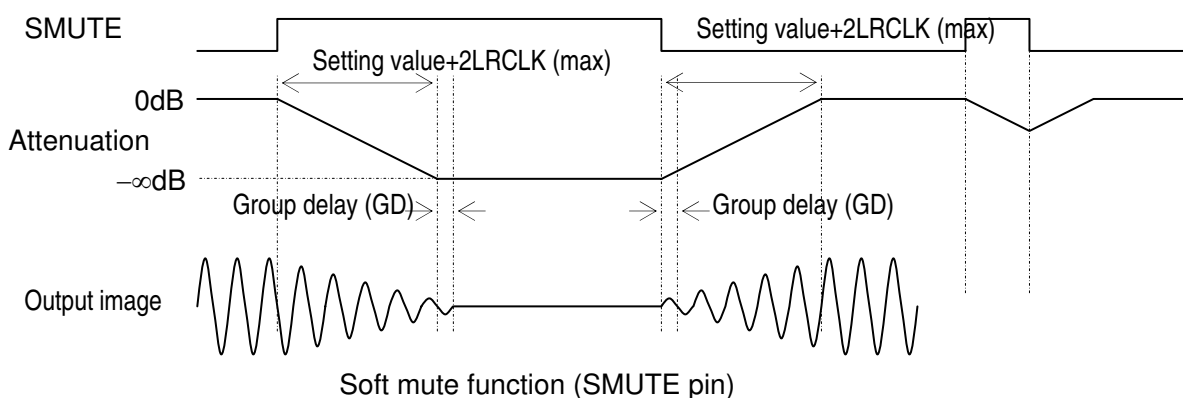 SMUTE
Setting value+2LRCLK (max)
Setting value+2LRCLK (max)
0dB
Attenuation
−∞dB
Group delay (GD)
Group delay (GD)
Output image
Soft mute function (SMUTE pin)